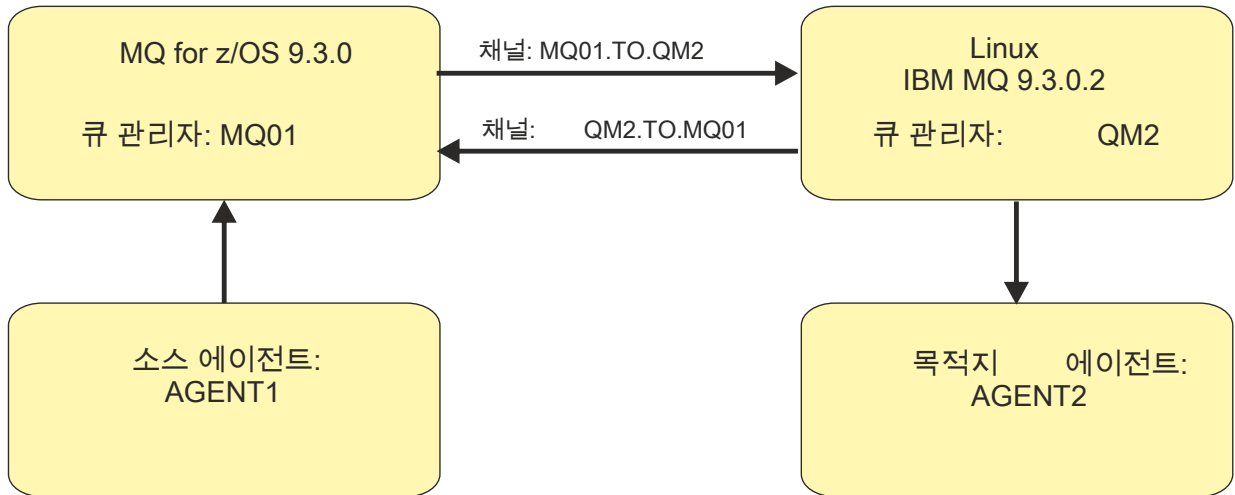 MQ for z/OS 9.3.0
큐 관리자: MQ01
채널: MQ01.TO.QM2
채널: QM2.TO.MQ01
Linux
IBM MQ 9.3.0.2
큐 관리자: QM2
소스 에이전트:
AGENT1
목적지 에이전트:
AGENT2